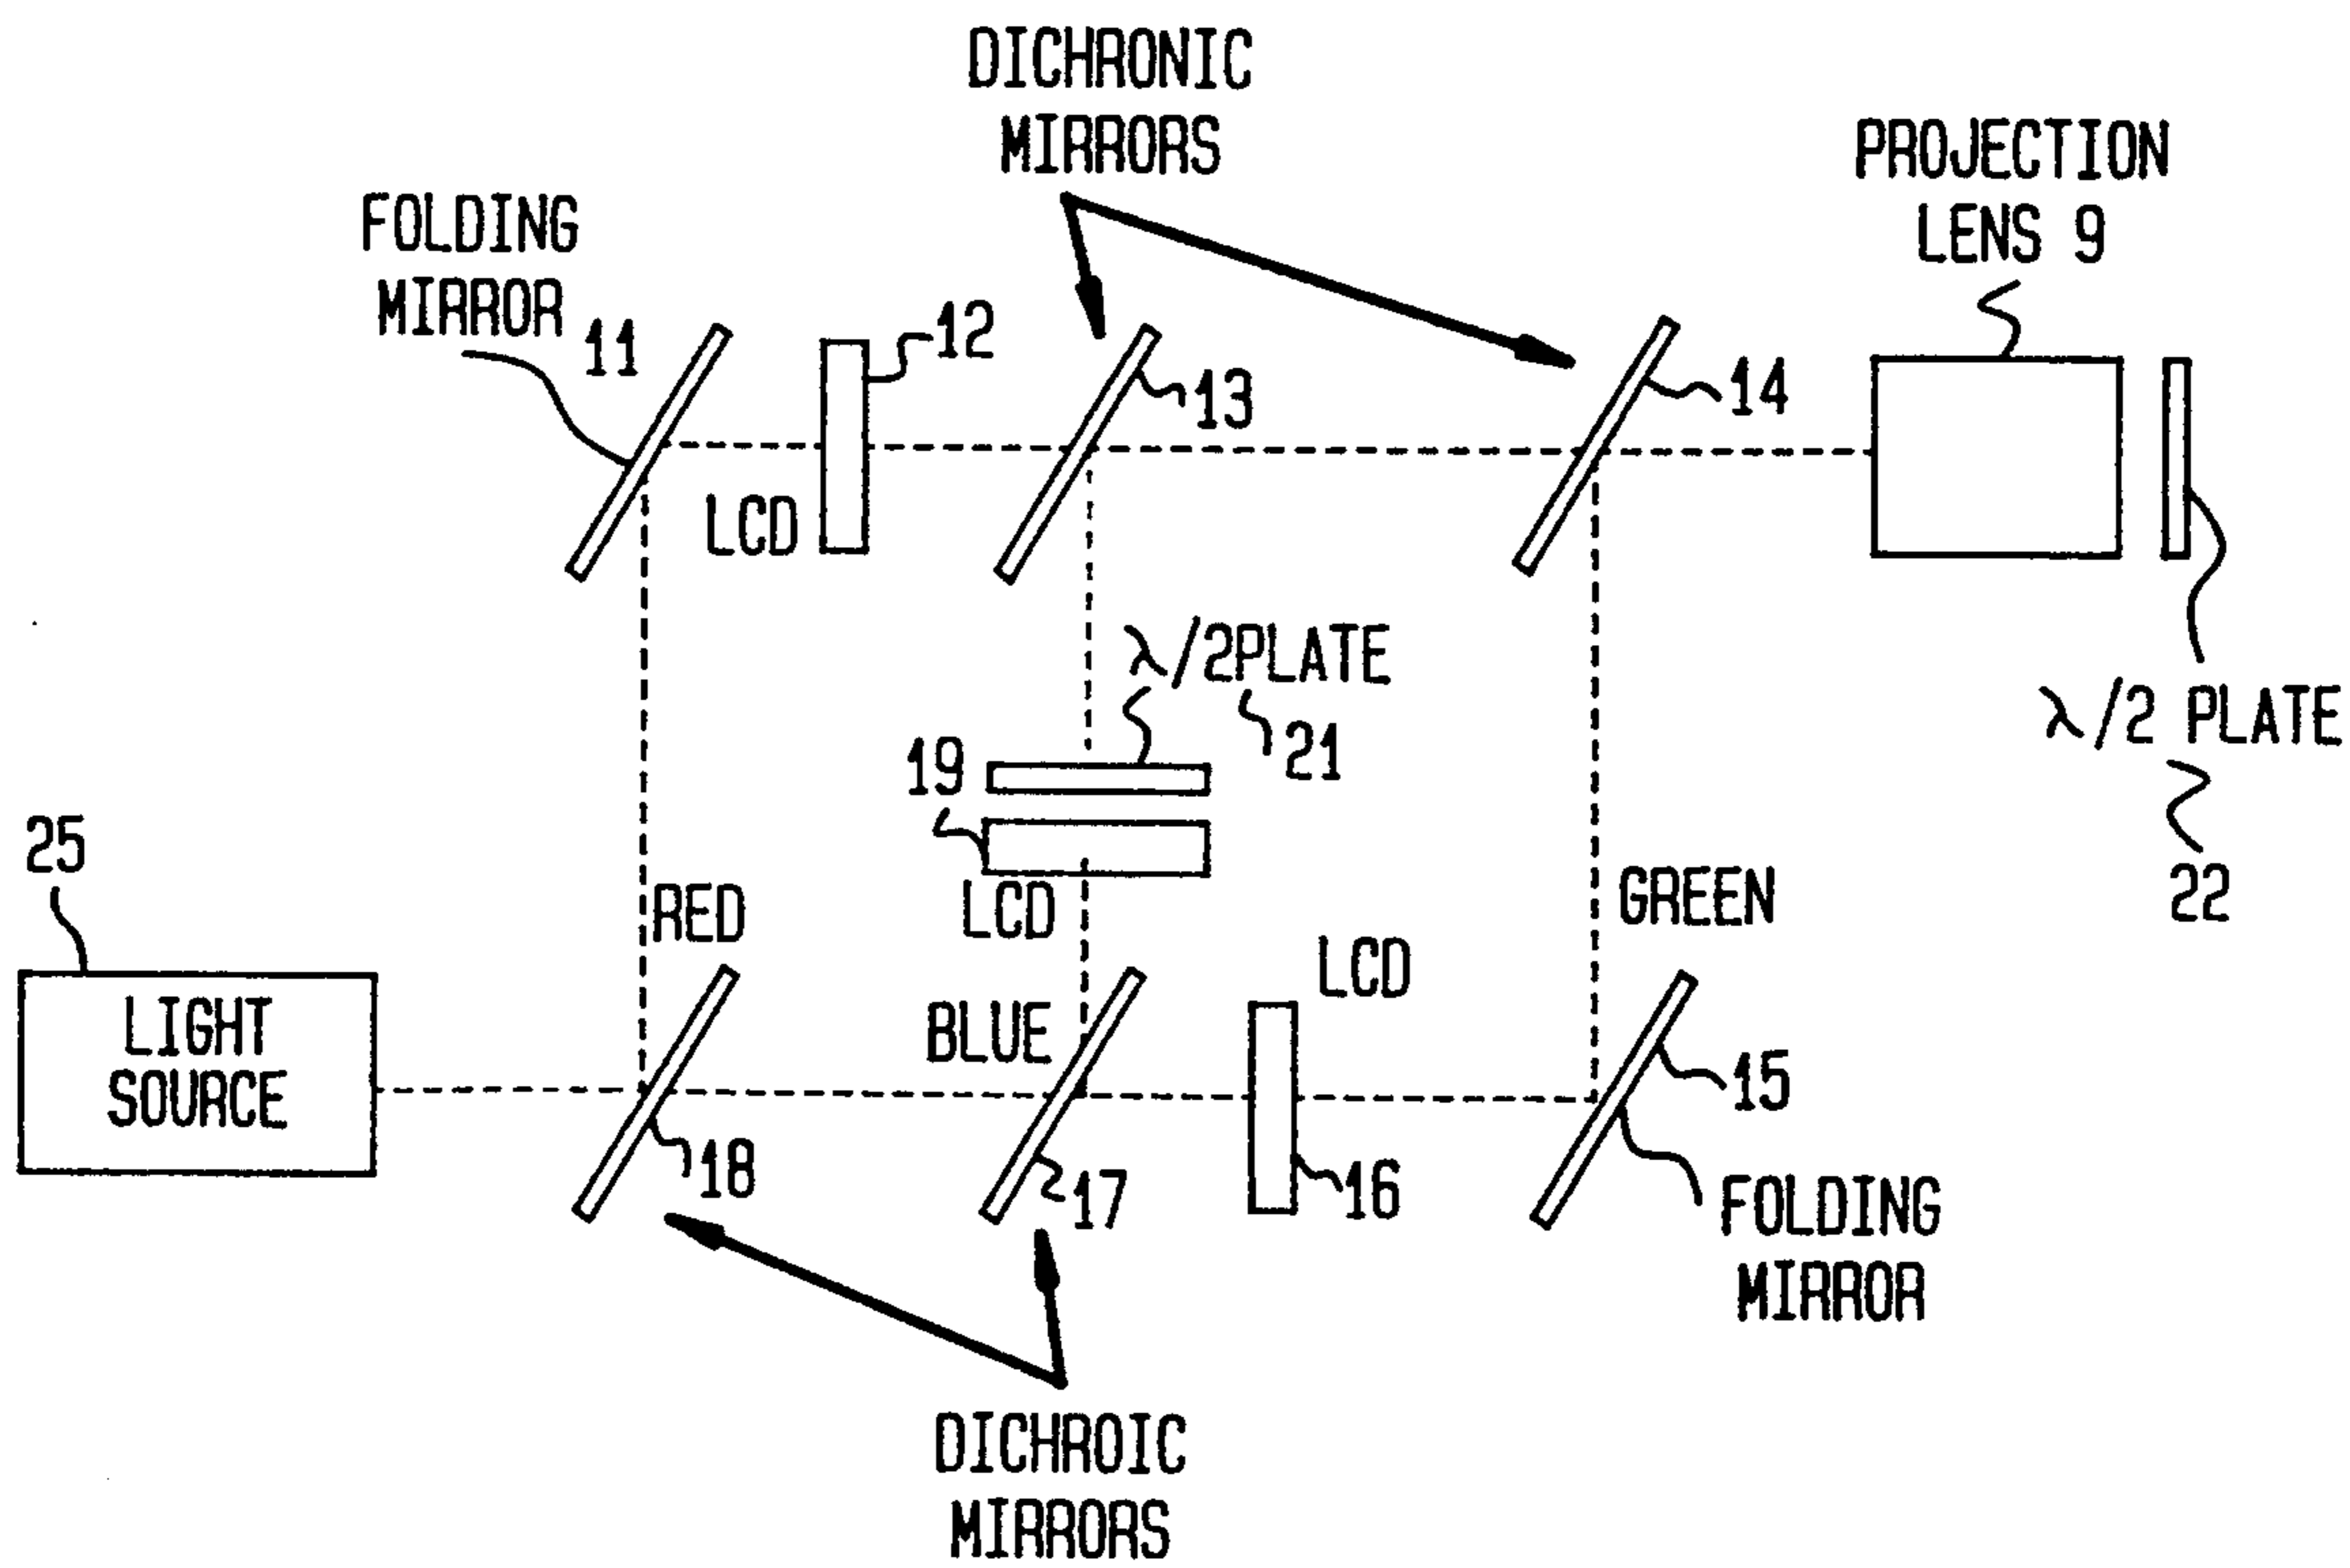 DICHRONIC
MIRRORS
PROJECTION
LENS 9
FOLDING
MIRROR
11
12
13
14
LCD
λ/2PLATE
21
19
λ/2 PLATE
22
25
RED
LCD
GREEN
LCD
LIGHT
SOURCE
BLUE
15
18
17
16
FOLDING
MIRROR
DICHROIC
MIRRORS